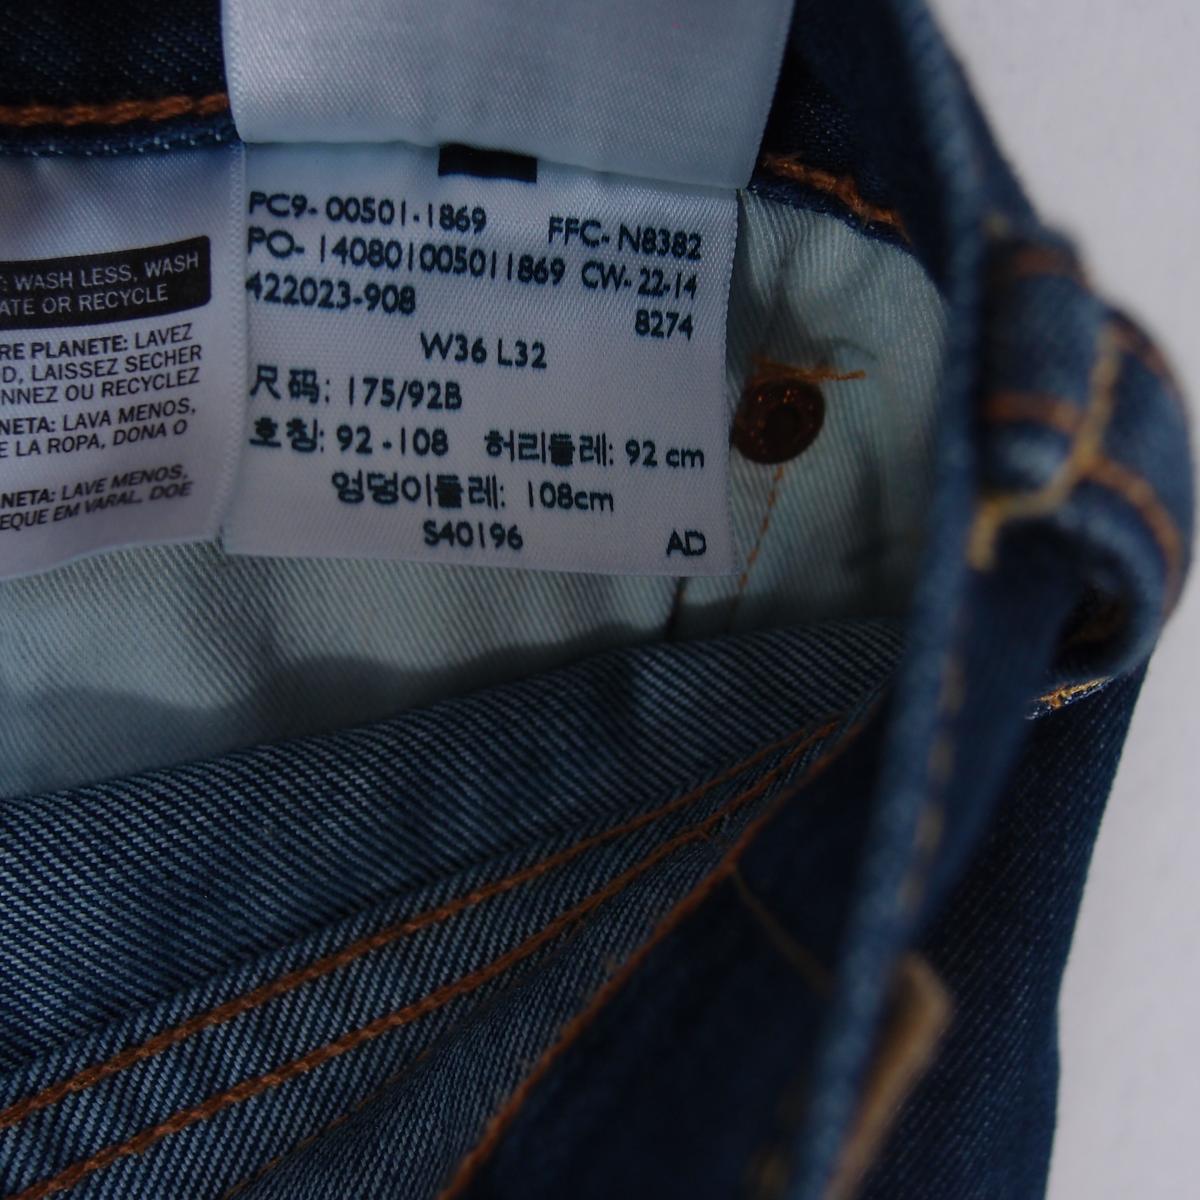 : WASH LESS, WASH
ATE OR RECYCLE
RE PLANETE: LAVEZ
D, LAISSEZ SECHER
NNEZ OU RECYCLEZ
NETA: LAVA MENOS,
E LA ROPA, DONA O
NETA: LAVE MENOS,
EQUE EM VARAL. DOE
PC9- 00501-1869 FFC- N8382
PO- 140801005011869 CW- 22-14
422023-908 8274
W36 L32
尺码: 175/92B
호칭: 92 -108 허리둘레: 92 cm
엉덩이둘레: 108cm
S40196 AD